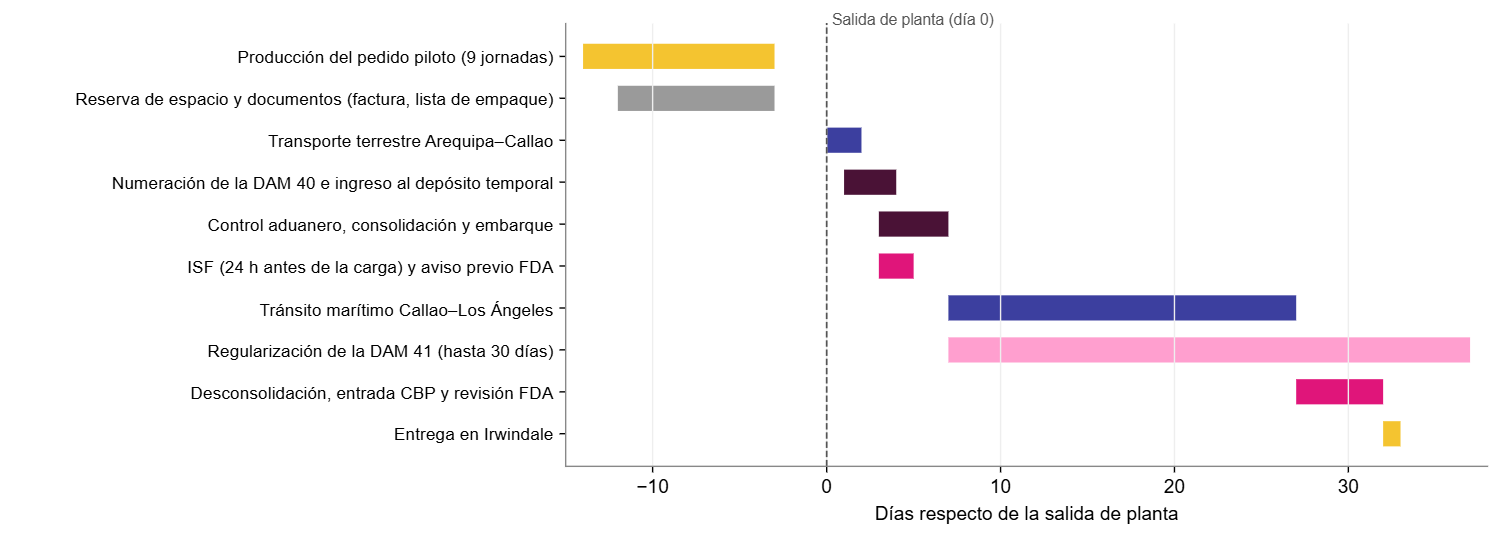 Salida de planta (día 0)
Producción del pedido piloto (9 jornadas)
Reserva de espacio y documentos (factura, lista de empaque)
Transporte terrestre Arequipa–Callao
Numeración de la DAM 40 e ingreso al depósito temporal
Control aduanero, consolidación y embarque
ISF (24 h antes de la carga) y aviso previo FDA
Tránsito marítimo Callao–Los Ángeles
Regularización de la DAM 41 (hasta 30 días)
Desconsolidación, entrada CBP y revisión FDA
Entrega en Irwindale
−10 0 10 20 30
Días respecto de la salida de planta